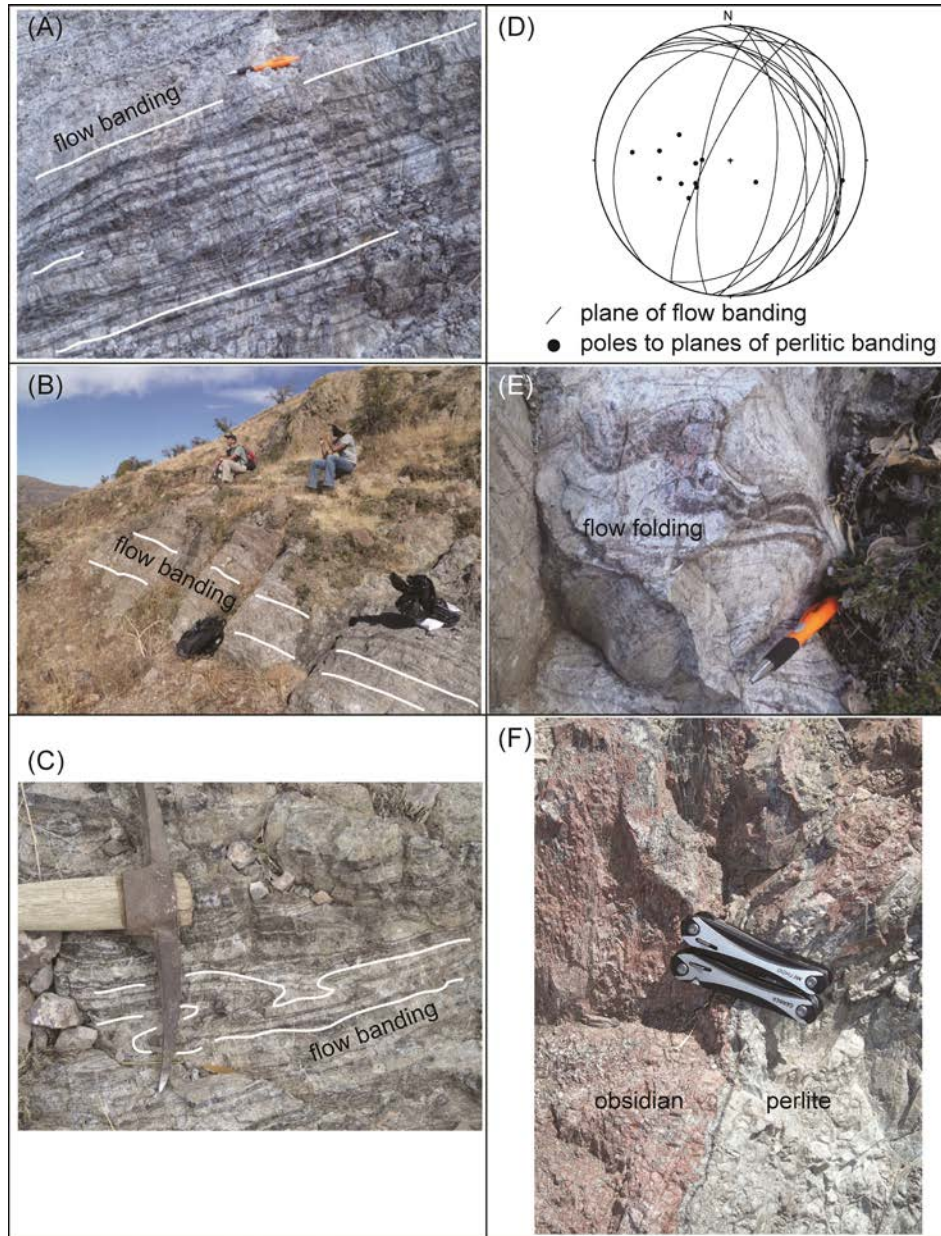 (A)
flow banding
(B)
flow banding
(C)
flow banding
(D)
N
plane of flow banding
poles to planes of perlitic banding
(E)
flow folding
(F)
obsidian
perlite